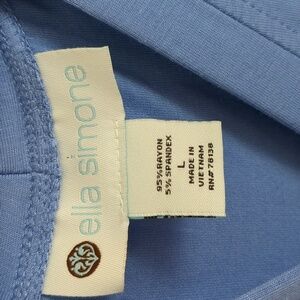 ella simone
95% RAYON
5% SPANDEX
L
MADE IN
VIETNAM
RN# 78138